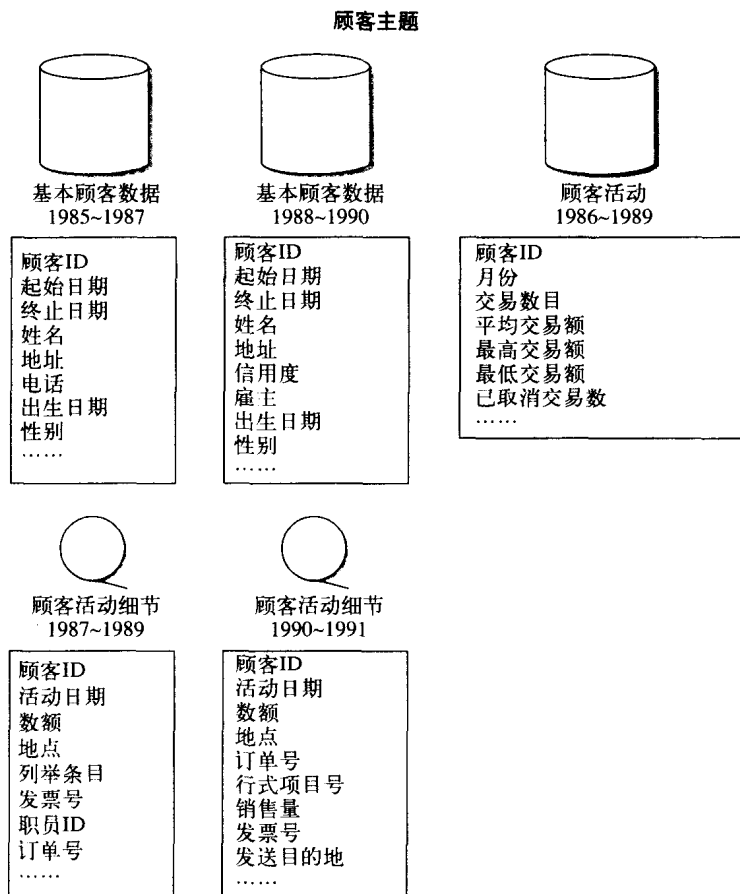 顾客主题
基本顾客数据
1985~1987
顾客ID
起始日期
终止日期
姓名
地址
电话
出生日期
性别
……
基本顾客数据
1988~1990
顾客ID
起始日期
终止日期
姓名
地址
信用度
雇主
出生日期
性别
……
顾客活动
1986~1989
顾客ID
月份
交易数目
平均交易额
最高交易额
最低交易额
已取消交易数
……
顾客活动细节
1987~1989
顾客ID
活动日期
数额
地点
列举条目
发票号
职员ID
订单号
……
顾客活动细节
1990~1991
顾客ID
活动日期
数额
地点
订单号
行式项目号
销售量
发票号
发送目的地
……